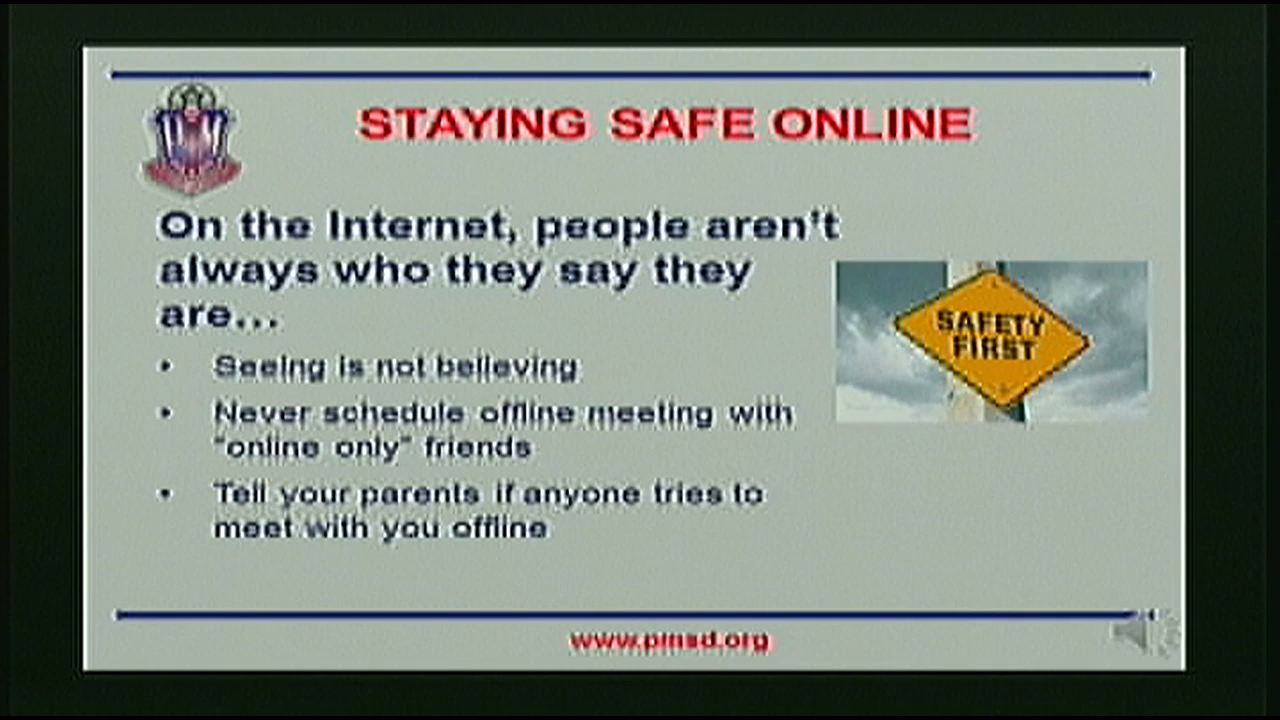 STAYING SAFE ONLINE
On the Internet, people aren't
always who they say they
are...
• Seeing is not believing
• Never schedule offline meeting with
"online only" friends
• Tell your parents if anyone tries to
meet with you offline
SAFETY
FIRST
www.pmsd.org